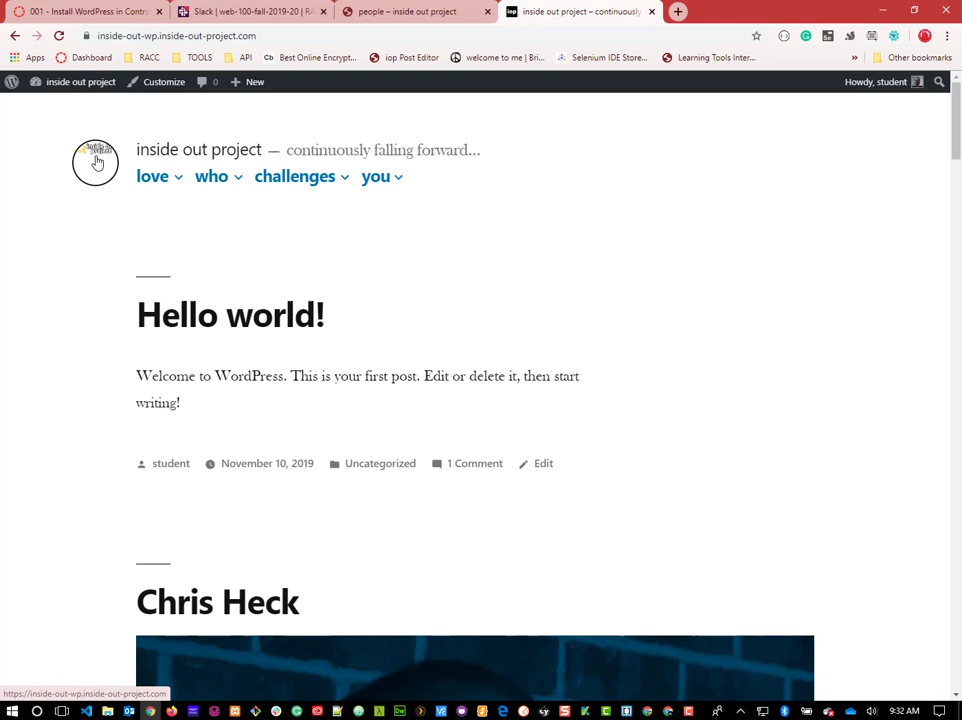 001 - Install WordPress in Contro
Slack | web-100-fall-2019-20 | RA
people – inside out project
inside out project – continuously
inside-out-wp.inside-out-project.com
Apps
Dashboard
RACC
TOOLS
API
Best Online Encrypt...
iop Post Editor
welcome to me | Bri...
Selenium IDE Store...
Learning Tools Inter...
»
Other bookmarks
inside out project
Customize
0
New
Howdy, student
inside out project — continuously falling forward...
love
who
challenges
you
Hello world!
Welcome to WordPress. This is your first post. Edit or delete it, then start
writing!
student
November 10, 2019
Uncategorized
1 Comment
Edit
Chris Heck
https://inside-out-wp.inside-out-project.com
9:32 AM